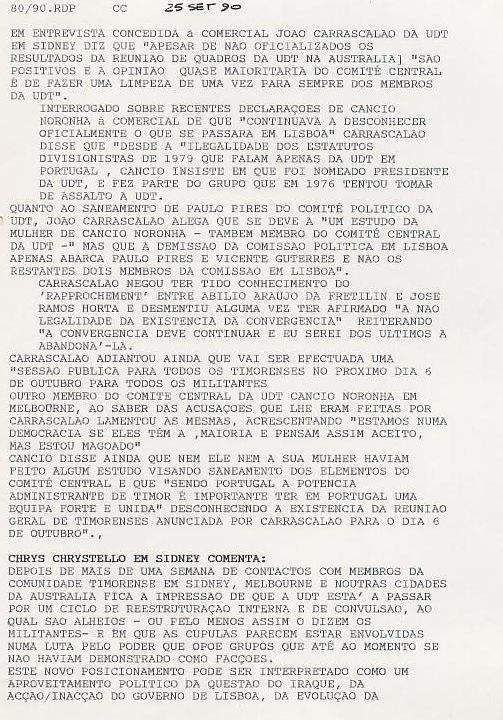 80/90.RDP CC 25 SET 90
EM ENTREVISTA CONCEDIDA à COMERCIAL JOAO CARRASCALAO DA UDT
EM SIDNEY DIZ QUE "APESAR DE NAO OFICIALIZADOS OS
RESULTADOS DA REUNIAO DE QUADROS DA UDT NA AUSTRALIA] "SAO
POSITIVOS E A OPINIAO QUASE MAIORITARIA DO COMITÉ CENTRAL
É DE FAZER UMA LIMPEZA DE UMA VEZ PARA SEMPRE DOS MEMBROS
DA UDT".
INTERROGADO SOBRE RECENTES DECLARAÇOES DE CANCIO
NORONHA à COMERCIAL DE QUE "CONTINUAVA A DESCONHECER
OFICIALMENTE O QUE SE PASSARA EM LISBOA" CARRASCALAO
DISSE QUE "DESDE A "ILEGALIDADE DOS ESTATUTOS
DIVISIONISTAS DE 1979 QUE FALAM APENAS DA UDT EM
PORTUGAL , CANCIO INSISTE EM QUE FOI NOMEADO PRESIDENTE
DA UDT, E FEZ PARTE DO GRUPO QUE EM 1976 TENTOU TOMAR
DE ASSALTO A UDT.
QUANTO AO SANEAMENTO DE PAULO PIRES DO COMITÉ POLITICO DA
UDT, JOAO CARRASCALAO ALEGA QUE SE DEVE A "UM ESTUDO DA
MULHER DE CANCIO NORONHA - TAMBEM MEMBRO DO COMITÉ CENTRAL
DA UDT -" MAS QUE A DEMISSAO DA COMISSAO POLITICA EM LISBOA
APENAS ABARCA PAULO PIRES E VICENTE GUTERRES E NAO OS
RESTANTES DOIS MEMBROS DA COMISSAO EM LISBOA".
CARRASCALAO NEGOU TER TIDO CONHECIMENTO DO
'RAPPROCHEMENT' ENTRE ABILIO ARAUJO DA FRETILIN E JOSE
RAMOS HORTA E DESMENTIU ALGUMA VEZ TER AFIRMADO "A NAO
LEGALIDADE DA EXISTENCIA DA CONVERGENCIA" REITERANDO
"A CONVERGENCIA DEVE CONTINUAR E EU SEREI DOS ULTIMOS A
ABANDONA'-LA.
CARRASCALAO ADIANTOU AINDA QUE VAI SER EFECTUADA UMA
"SESSAO PUBLICA PARA TODOS OS TIMORENSES NO PROXIMO DIA 6
DE OUTUBRO PARA TODOS OS MILITANTES
OUTRO MEMBRO DO COMITE CENTRAL DA UDT CANCIO NORONHA EM
MELBOURNE, AO SABER DAS ACUSAÇOES QUE LHE ERAM FEITAS POR
CARRASCALAO LAMENTOU AS MESMAS, ACRESCENTANDO "ESTAMOS NUMA
DEMOCRACIA SE ELES TÊM A ,MAIORIA E PENSAM ASSIM ACEITO,
MAS ESTOU MAGOADO"
CANCIO DISSE AINDA QUE NEM ELE NEM A SUA MULHER HAVIAM
FEITO ALGUM ESTUDO VISANDO SANEAMENTO DOS ELEMENTOS DO
COMITÉ CENTRAL E QUE "SENDO PORTUGAL A POTENCIA
ADMINISTRANTE DE TIMOR É IMPORTANTE TER EM PORTUGAL UMA
EQUIPA FORTE E UNIDA" DESCONHECENDO A EXISTENCIA DA REUNIAO
GERAL DE TIMORENSES ANUNCIADA POR CARRASCALAO PARA O DIA 6
DE OUTUBRO".,
CHRYS CHRYSTELLO EM SIDNEY COMENTA:
DEPOIS DE MAIS DE UMA SEMANA DE CONTACTOS COM MEMBROS DA
COMUNIDADE TIMORENSE EM SIDNEY, MELBOURNE E NOUTRAS CIDADES
DA AUSTRALIA FICA A IMPRESSAO DE QUE A UDT ESTA' A PASSAR
POR UM CICLO DE REESTRUTURAÇAO INTERNA E DE CONVULSAO, AO
QUAL SAO ALHEIOS - OU PELO MENOS ASSIM O DIZEM OS
MILITANTES- E EM QUE AS CUPULAS PARECEM ESTAR ENVOLVIDAS
NUMA LUTA PELO PODER QUE OPOE GRUPOS QUE ATÉ AO MOMENTO SE
NAO HAVIAM DEMONSTRADO COMO FACÇOES.
ESTE NOVO POSICIONAMENTO PODE SER INTERPRETADO COMO UM
APROVEITAMENTO POLITICO DA QUESTAO DO IRAQUE, DA
ACÇAO/INACÇAO DO GOVERNO DE LISBOA, DA EVOLUÇAO DA